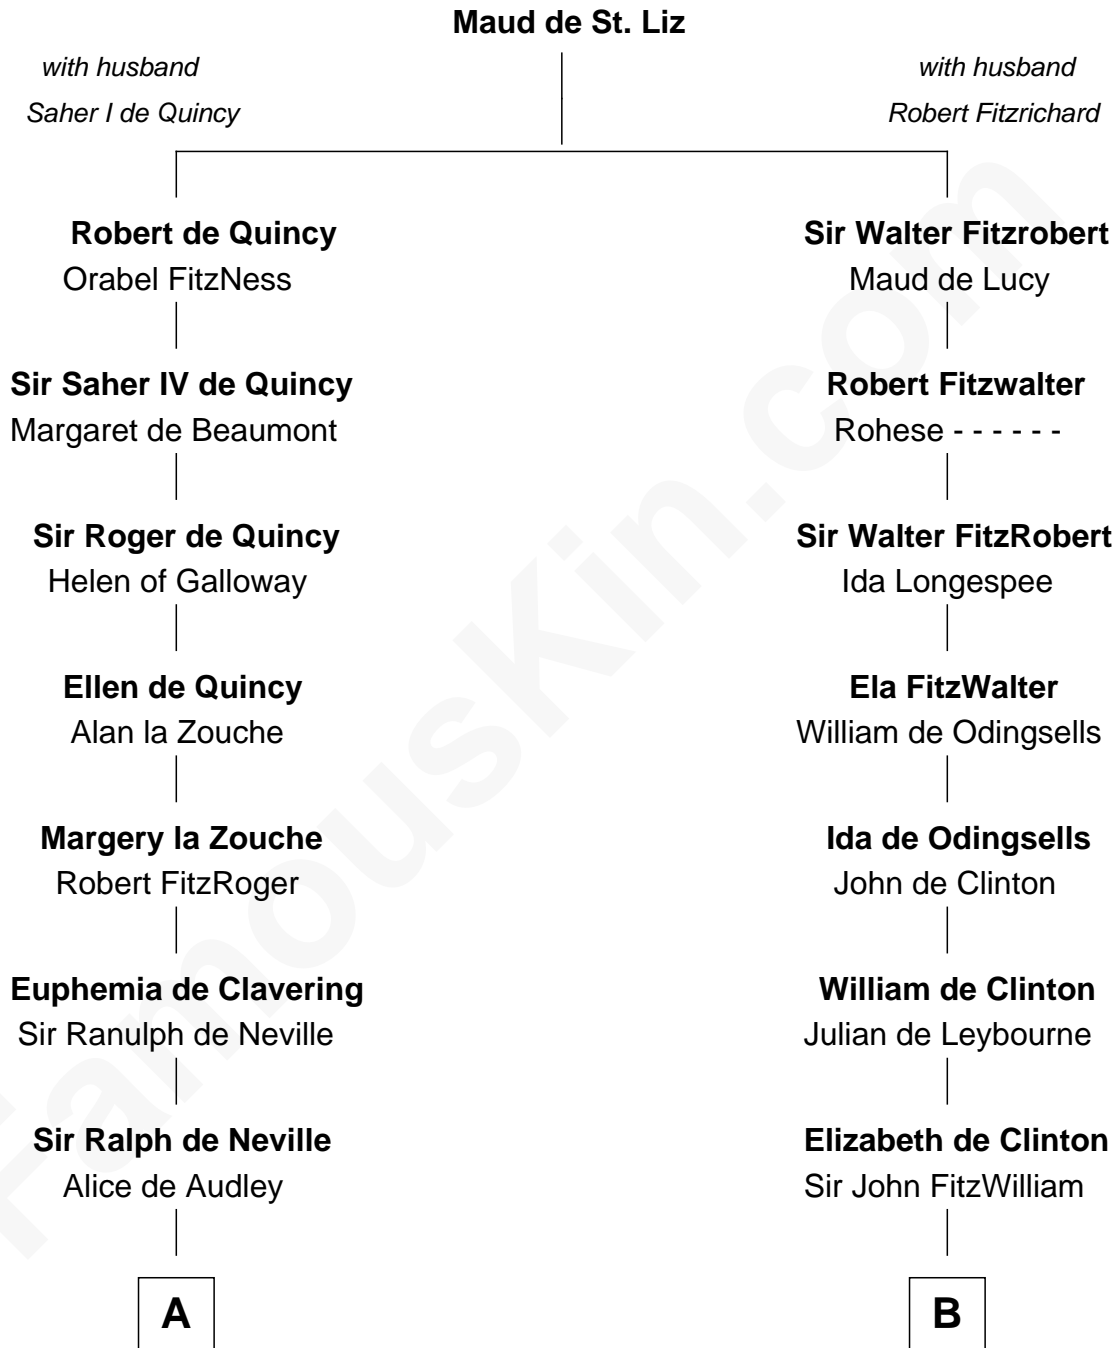 Maud de St. Liz
with husband
Saher I de Quincy
with husband
Robert Fitzrichard
Robert de Quincy
Orabel FitzNess
Sir Walter Fitzrobert
Maud de Lucy
Sir Saher IV de Quincy
Margaret de Beaumont
Robert Fitzwalter
Rohese - - - - - -
Sir Roger de Quincy
Helen of Galloway
Sir Walter FitzRobert
Ida Longespee
Ellen de Quincy
Alan la Zouche
Ela FitzWalter
William de Odingsells
Margery la Zouche
Robert FitzRoger
Ida de Odingsells
John de Clinton
Euphemia de Clavering
Sir Ranulph de Neville
William de Clinton
Julian de Leybourne
Sir Ralph de Neville
Alice de Audley
Elizabeth de Clinton
Sir John FitzWilliam
A
B
FamousKin.com